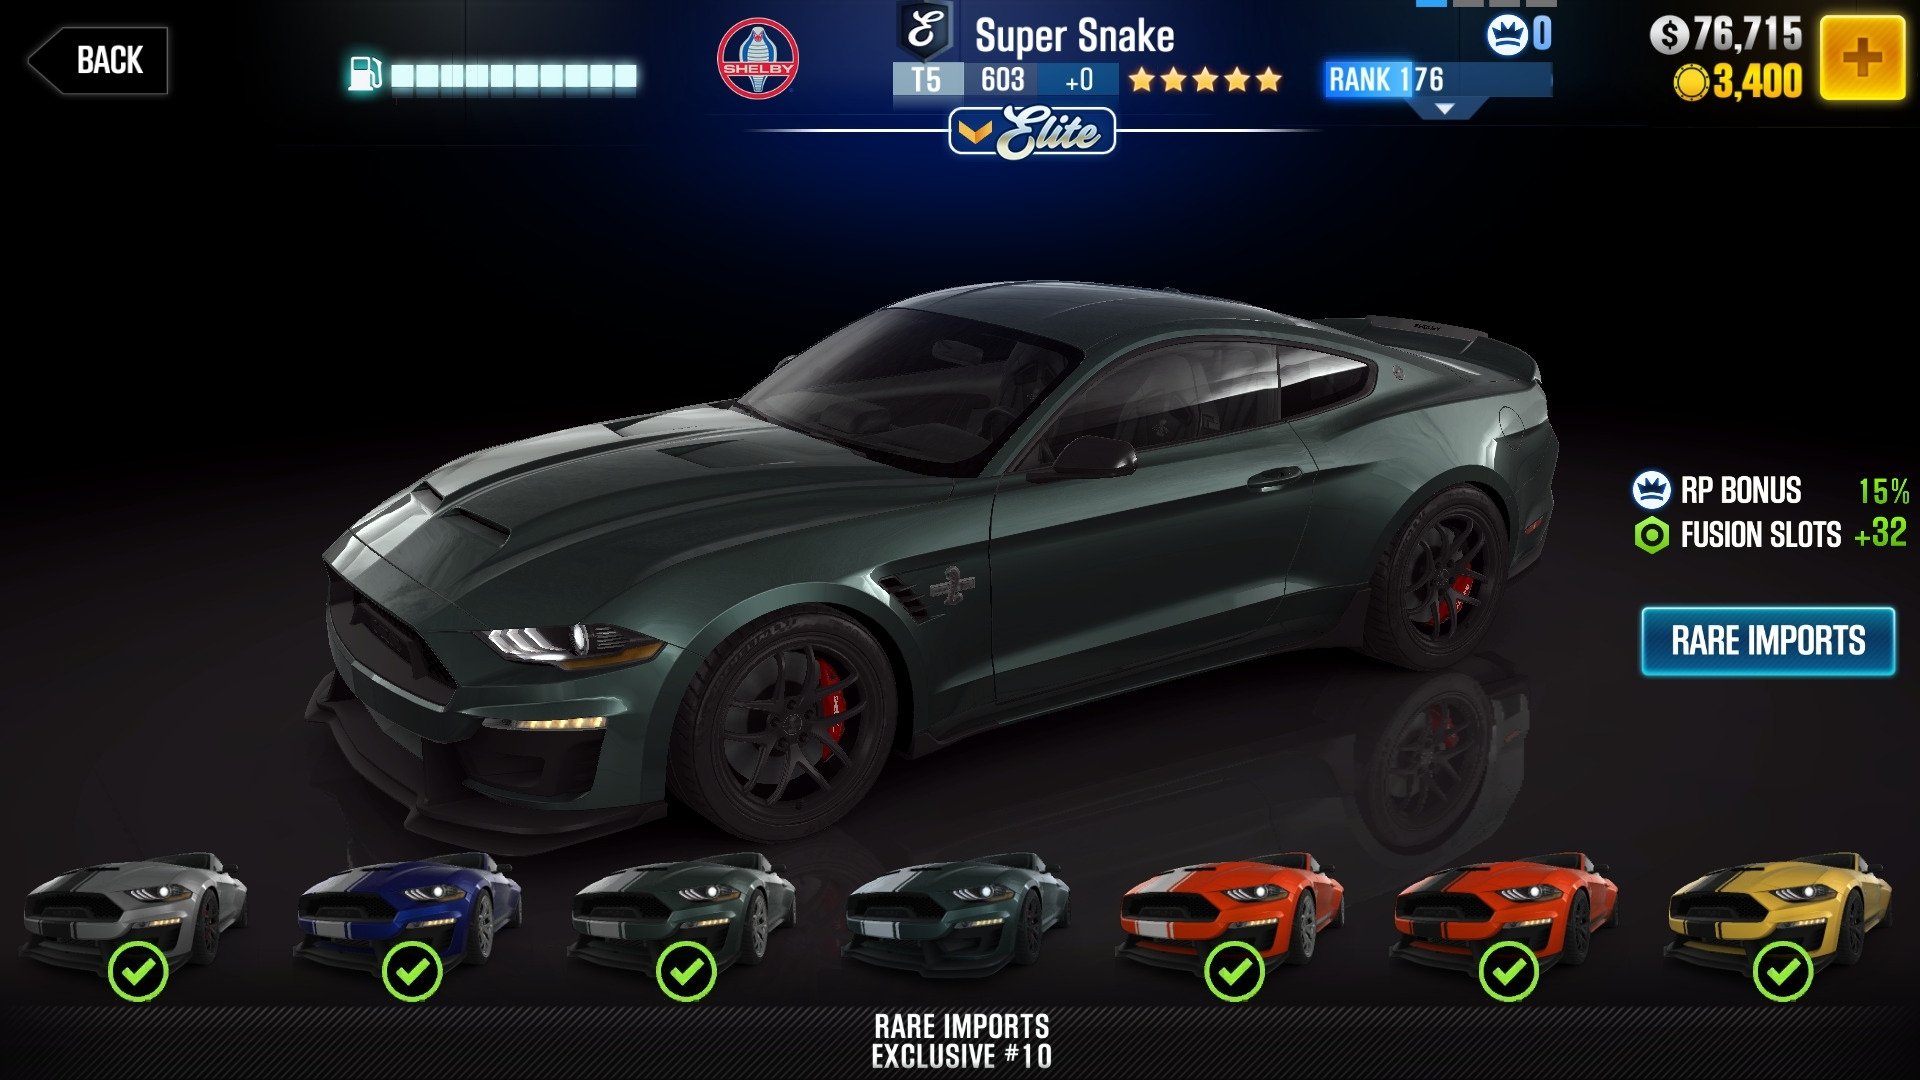 BACK
SHELBY
E
Super Snake
T5 603 +0
Elite
0
RANK 176
$ 76,715
3,400
RP BONUS 15%
FUSION SLOTS +32
RARE IMPORTS
RARE IMPORTS
EXCLUSIVE #10